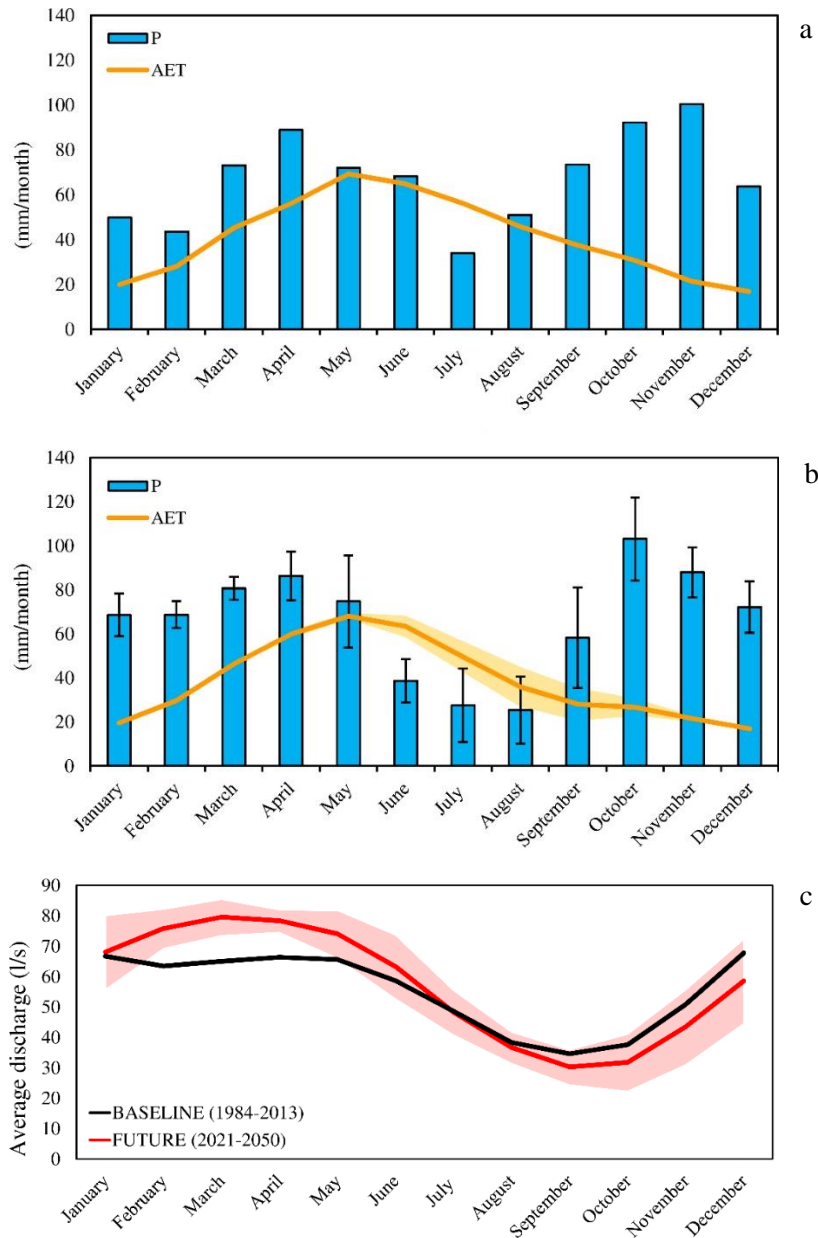 a
140
120
100
80
60
40
20
0
(mm/month)
P
AET
January
February
March
April
May
June
July
August
September
October
November
December
b
140
120
100
80
60
40
20
0
(mm/month)
P
AET
January
February
March
April
May
June
July
August
September
October
November
December
c
90
80
70
60
50
40
30
20
10
0
Average discharge (l/s)
BASELINE (1984-2013)
FUTURE (2021-2050)
January
February
March
April
May
June
July
August
September
October
November
December